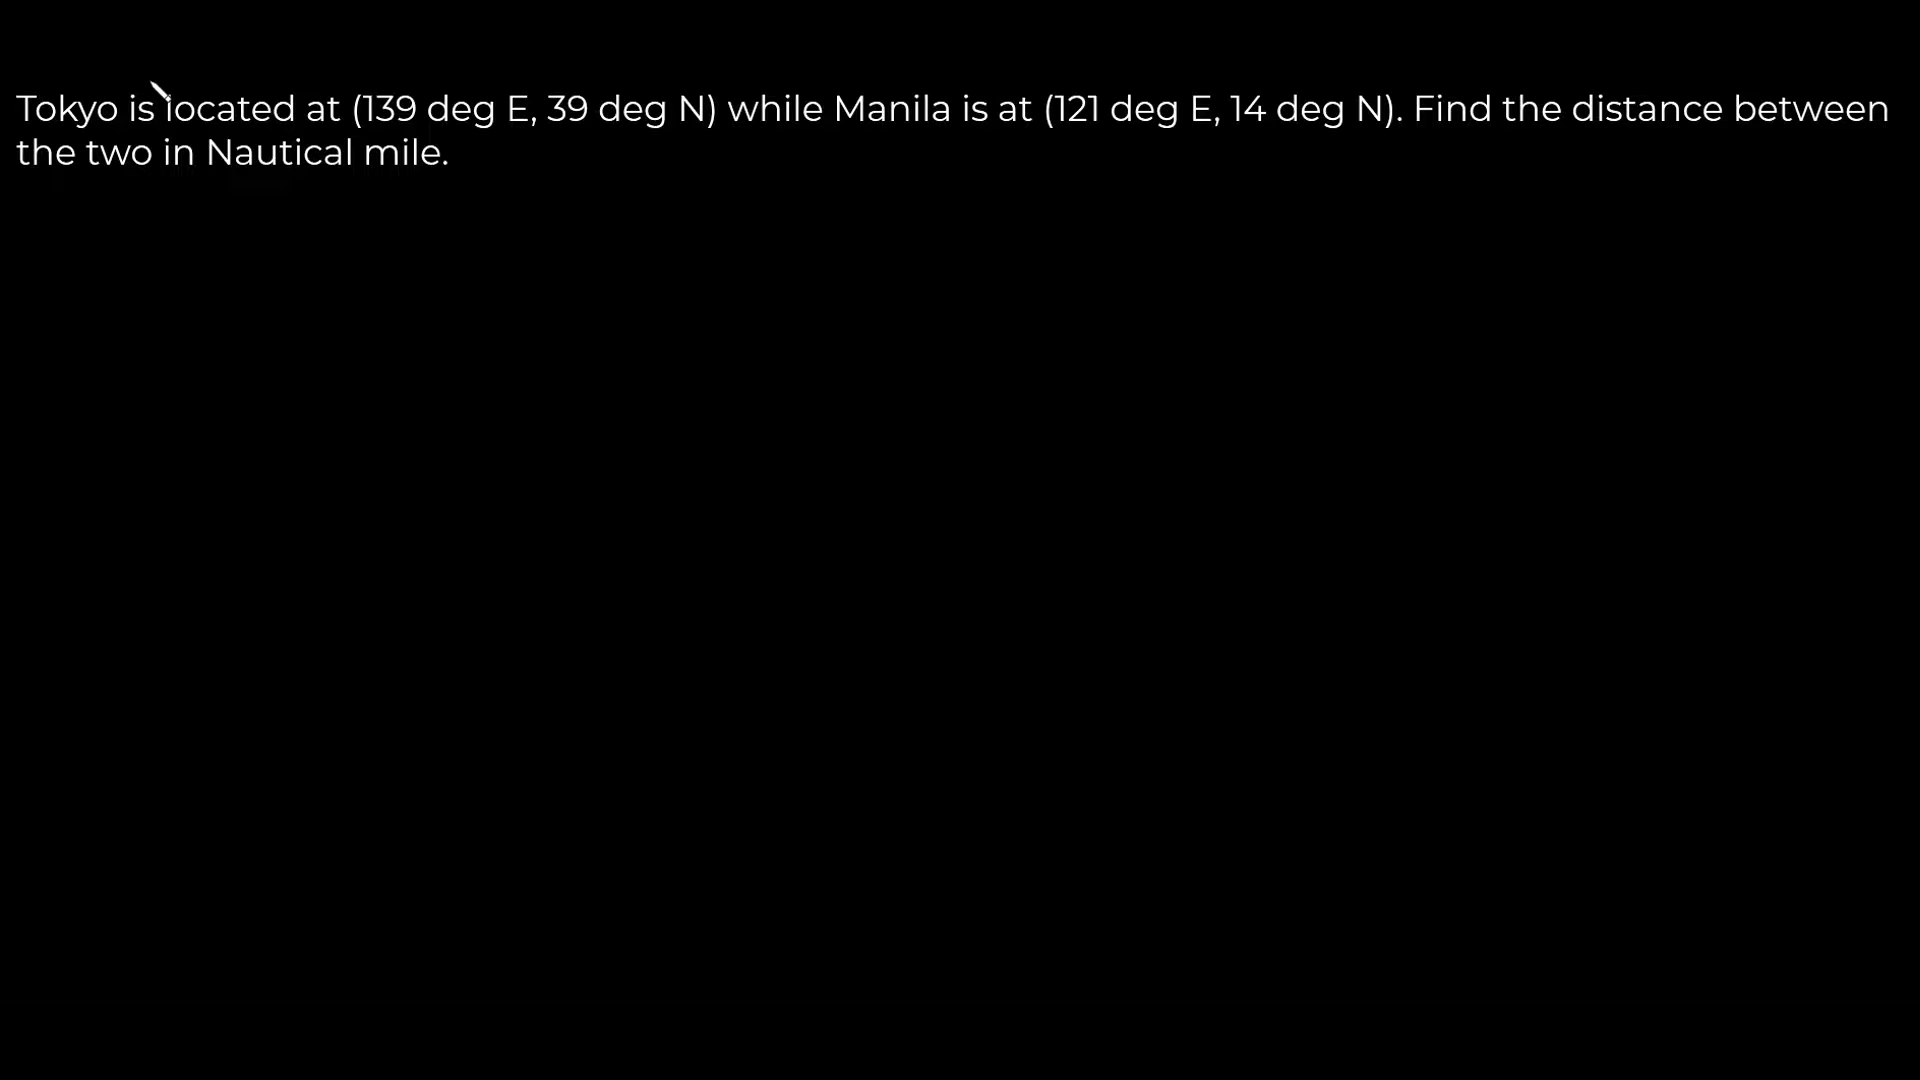 Tokyo is located at (139 deg E, 39 deg N) while Manila is at (121 deg E, 14 deg N). Find the distance between
the two in Nautical mile.